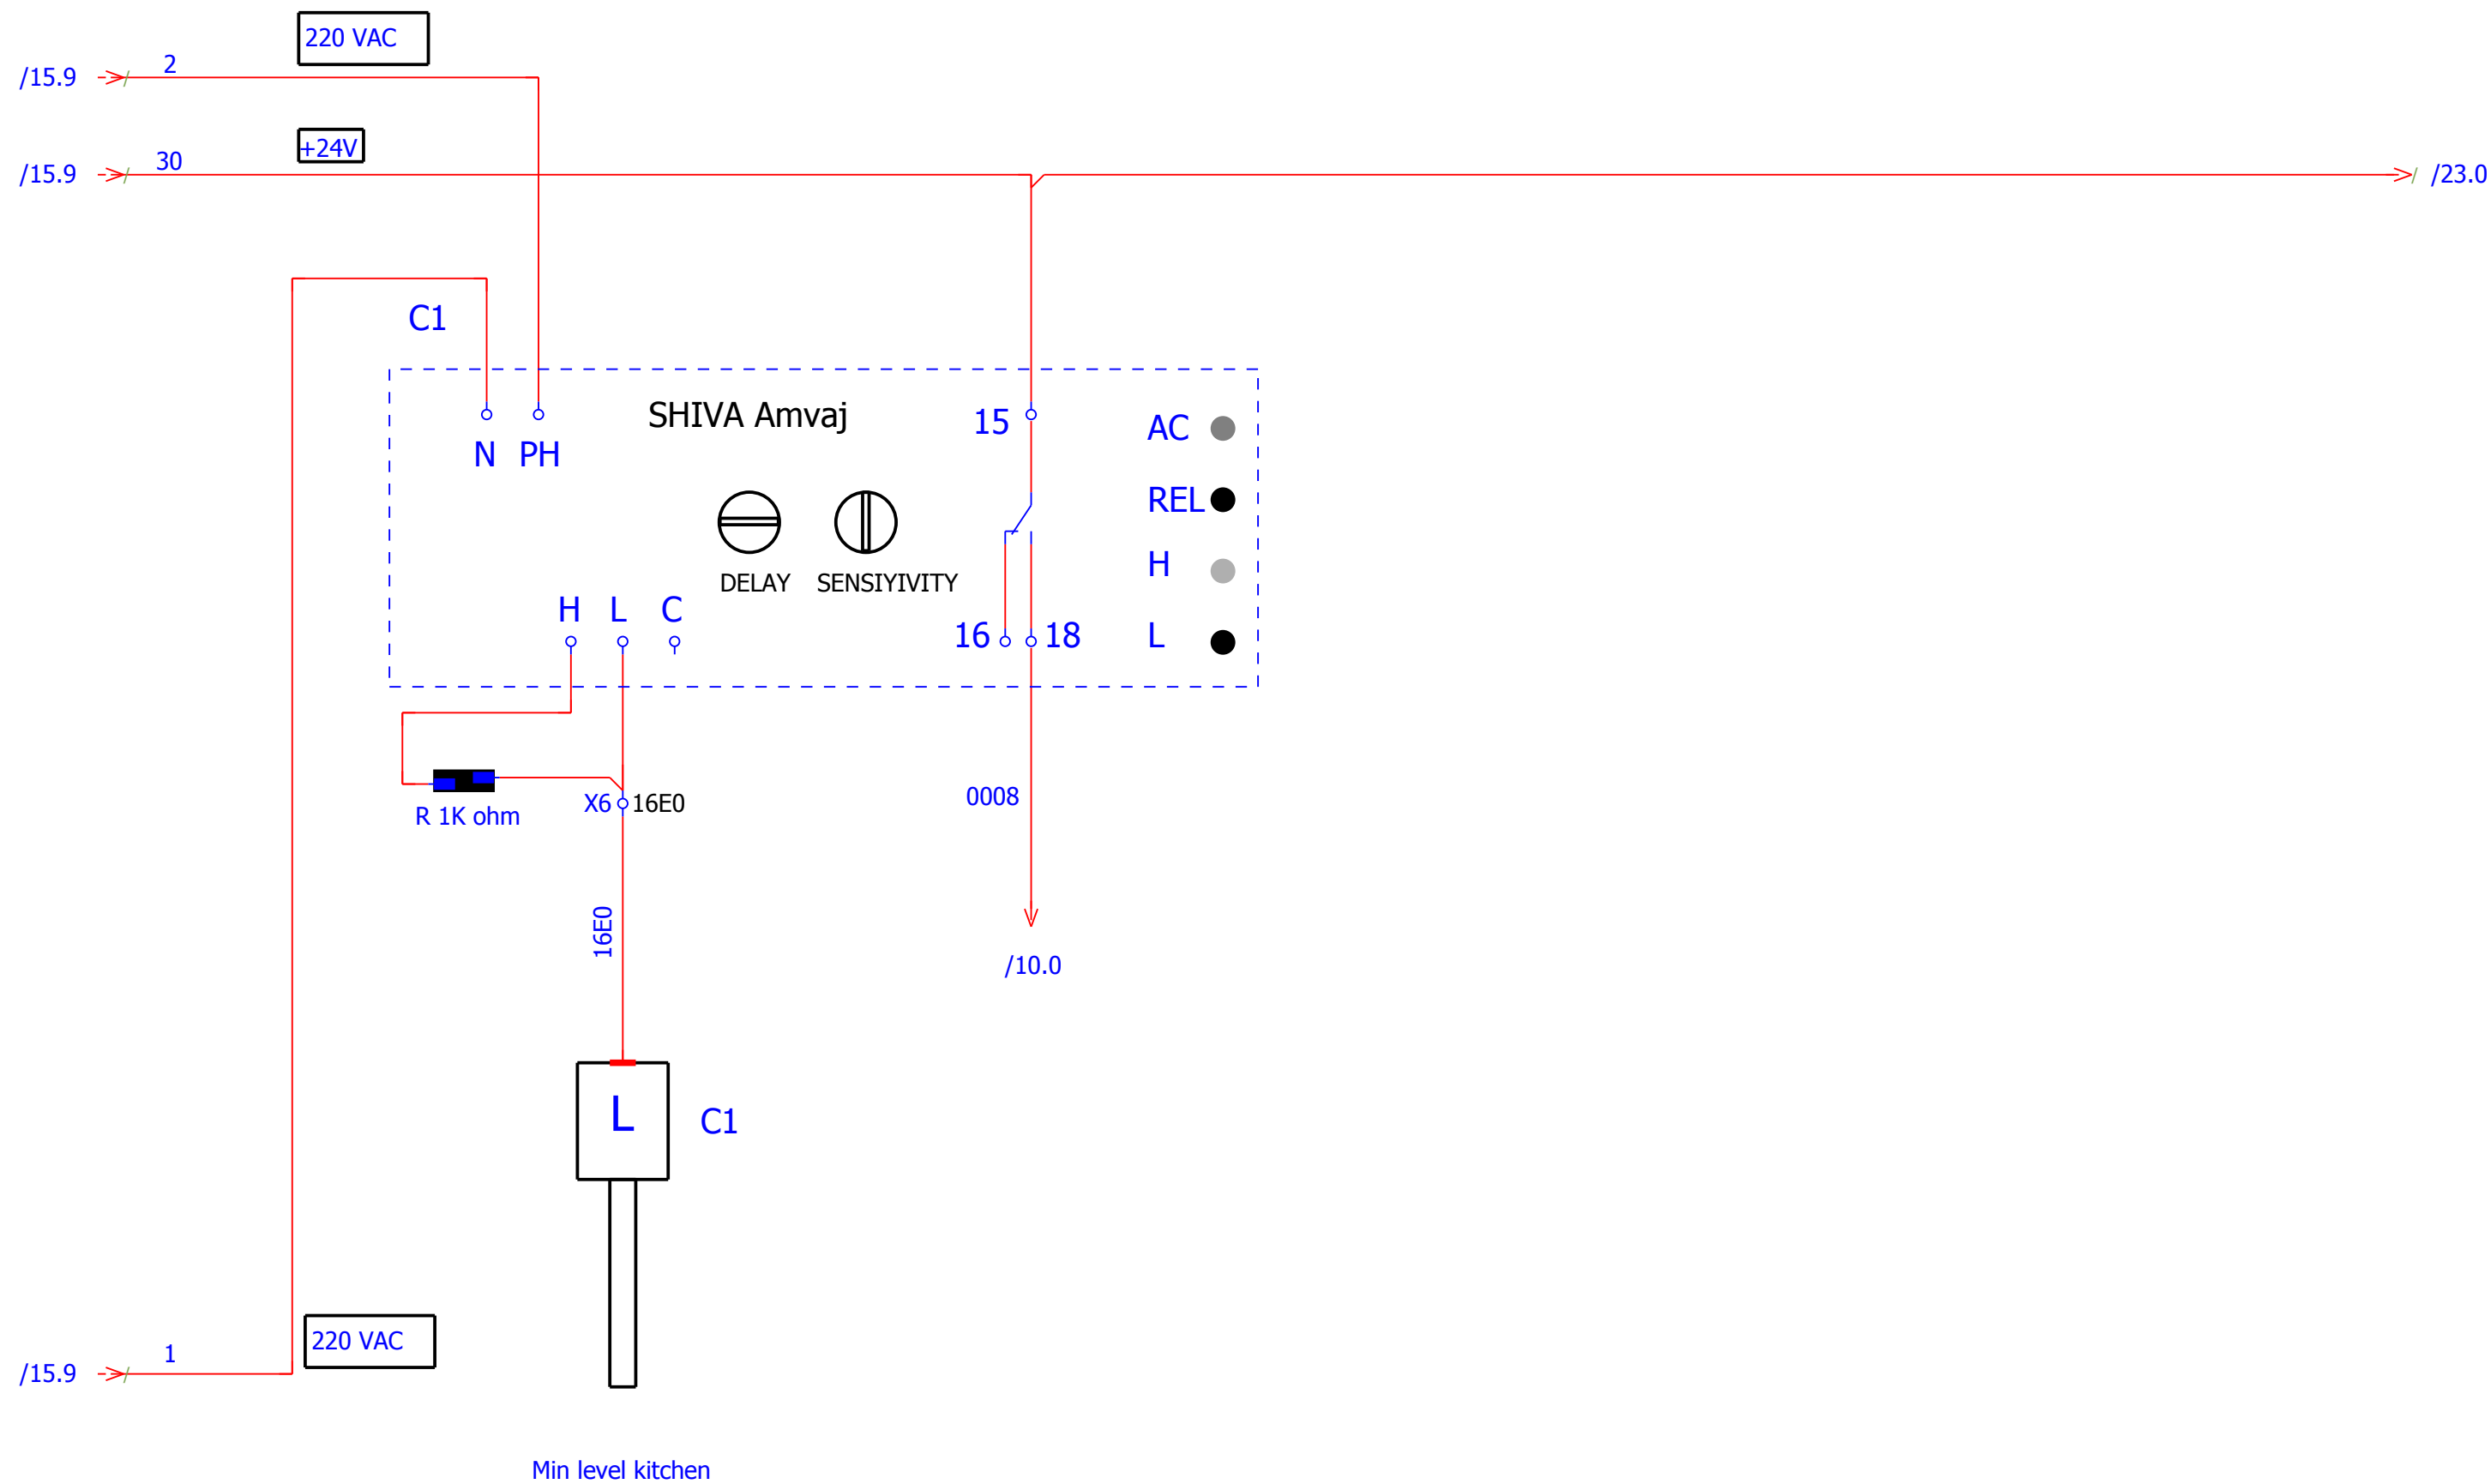 220 VAC
/15.9 2
+24V
/15.9 30 /23.0
C1
SHIVA Amvaj
15
AC
N PH
REL
DELAY SENSIYIVITY
H
H L C
16 18
L
0008
X6 16E0
R 1K ohm
16E0
/10.0
L
C1
220 VAC
/15.9 1
Min level kitchen